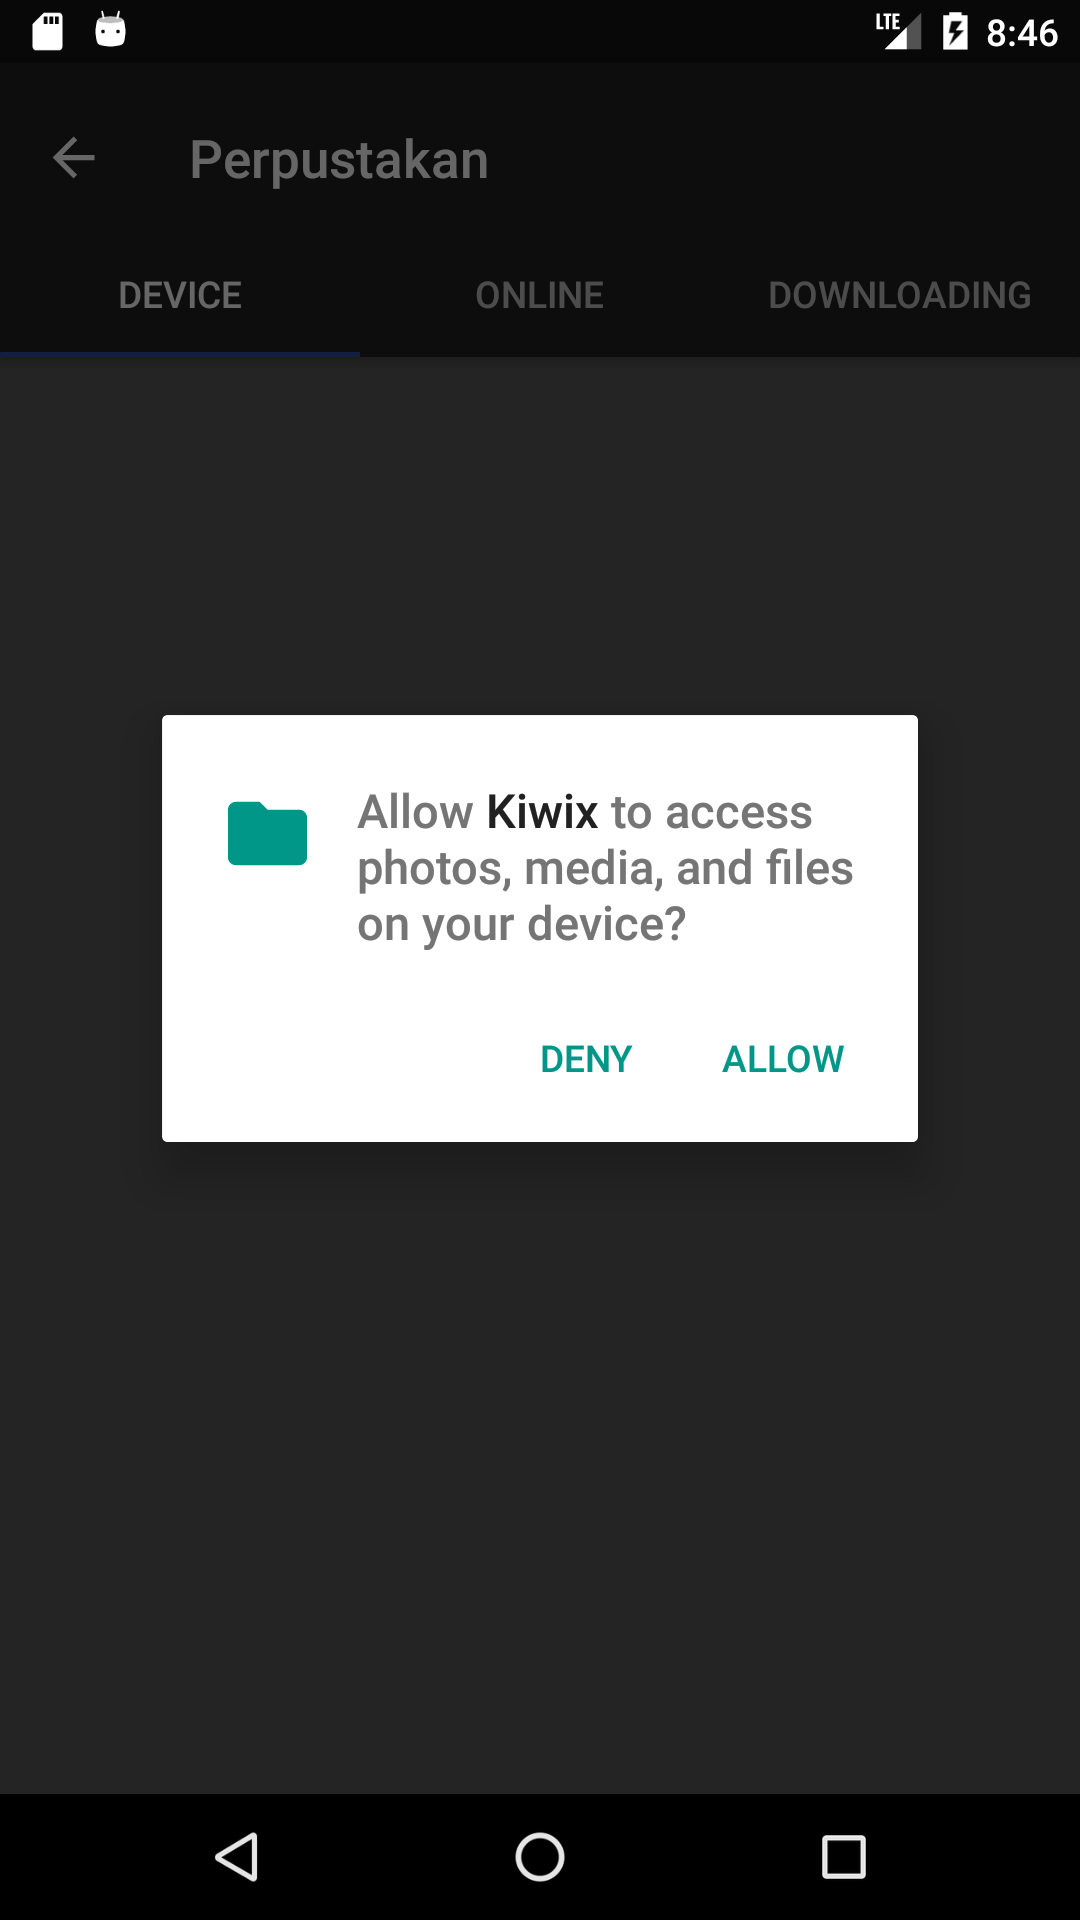 LTE 8:46
Perpustakan
DEVICE ONLINE DOWNLOADING
Allow Kiwix to access
photos, media, and files
on your device?
DENY ALLOW